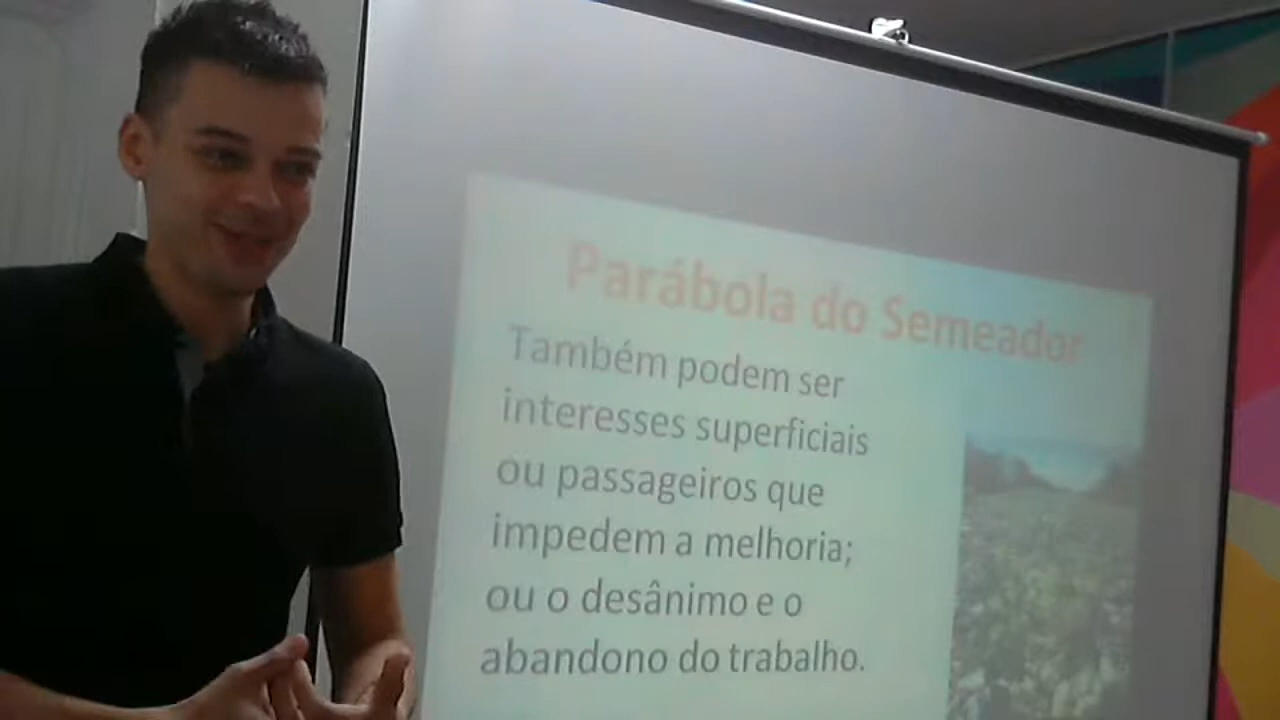 Parábola do Semeador
Também podem ser
interesses superficiais
ou passageiros que
impedem a melhoria;
ou o desânimo e o
abandono do trabalho.